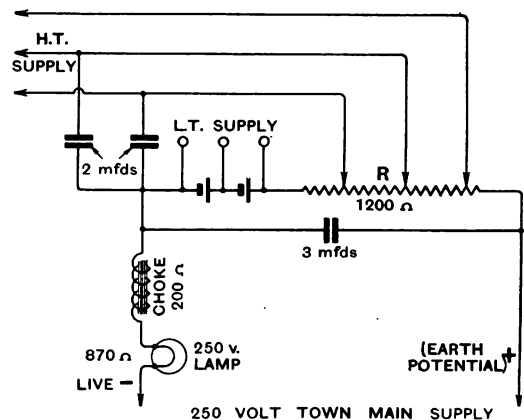 H.T.
SUPPLY
L.T. SUPPLY
2 mfds
R
1200 Ω
3 mfds
CHOKE
200 Ω
870 Ω
250 v.
LAMP
LIVE –
(EARTH
POTENTIAL)
+
250 VOLT TOWN MAIN SUPPLY